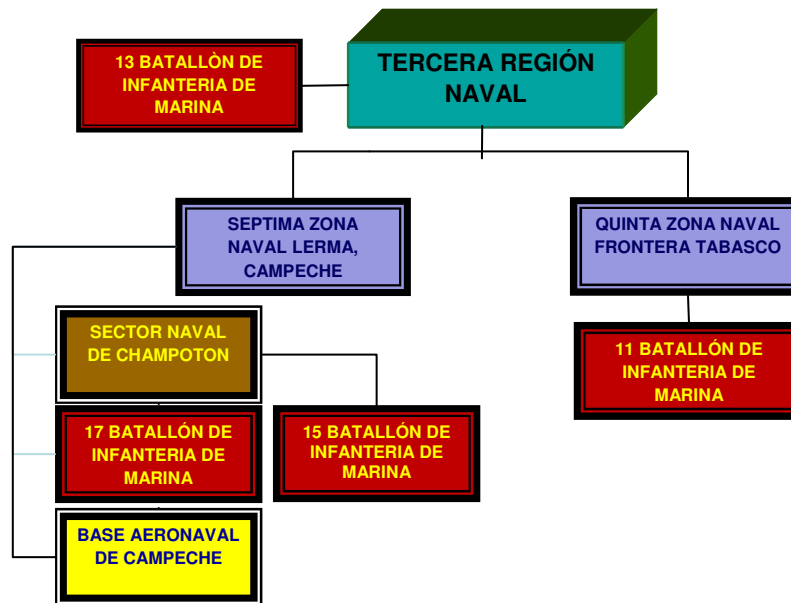 13 BATALLÒN DE
INFANTERIA DE
MARINA
TERCERA REGIÓN
NAVAL
SEPTIMA ZONA
NAVAL LERMA,
CAMPECHE
QUINTA ZONA NAVAL
FRONTERA TABASCO
SECTOR NAVAL
DE CHAMPOTON
11 BATALLÓN DE
INFANTERIA DE
MARINA
17 BATALLÓN DE
INFANTERIA DE
MARINA
15 BATALLÓN DE
INFANTERIA DE
MARINA
BASE AERONAVAL
DE CAMPECHE